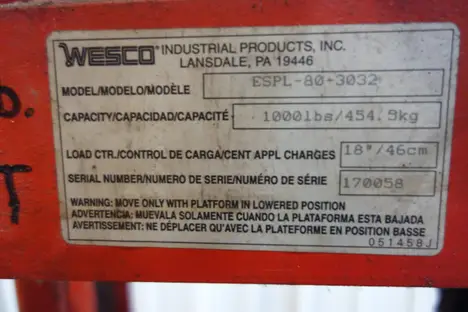 WESCO INDUSTRIAL PRODUCTS, INC.
LANSDALE, PA 19446
MODEL/MODELO/MODÈLE ESPL-80-3032
CAPACITY/CAPACIDAD/CAPACITÉ 1000lbs/454.9kg
LOAD CTR./CONTROL DE CARGA/CENT APPL CHARGES 18"/46cm
SERIAL NUMBER/NUMERO DE SERIE/NUMÉRO DE SÉRIE 170058
WARNING: MOVE ONLY WITH PLATFORM IN LOWERED POSITION
ADVERTENCIA: MUEVALA SOLAMENTE CUANDO LA PLATAFORMA ESTA BAJADA
AVERTISSEMENT: NE DÉPLACER QU'AVEC LA PLATEFORME EN POSITION BASSE
051458J
D.
T